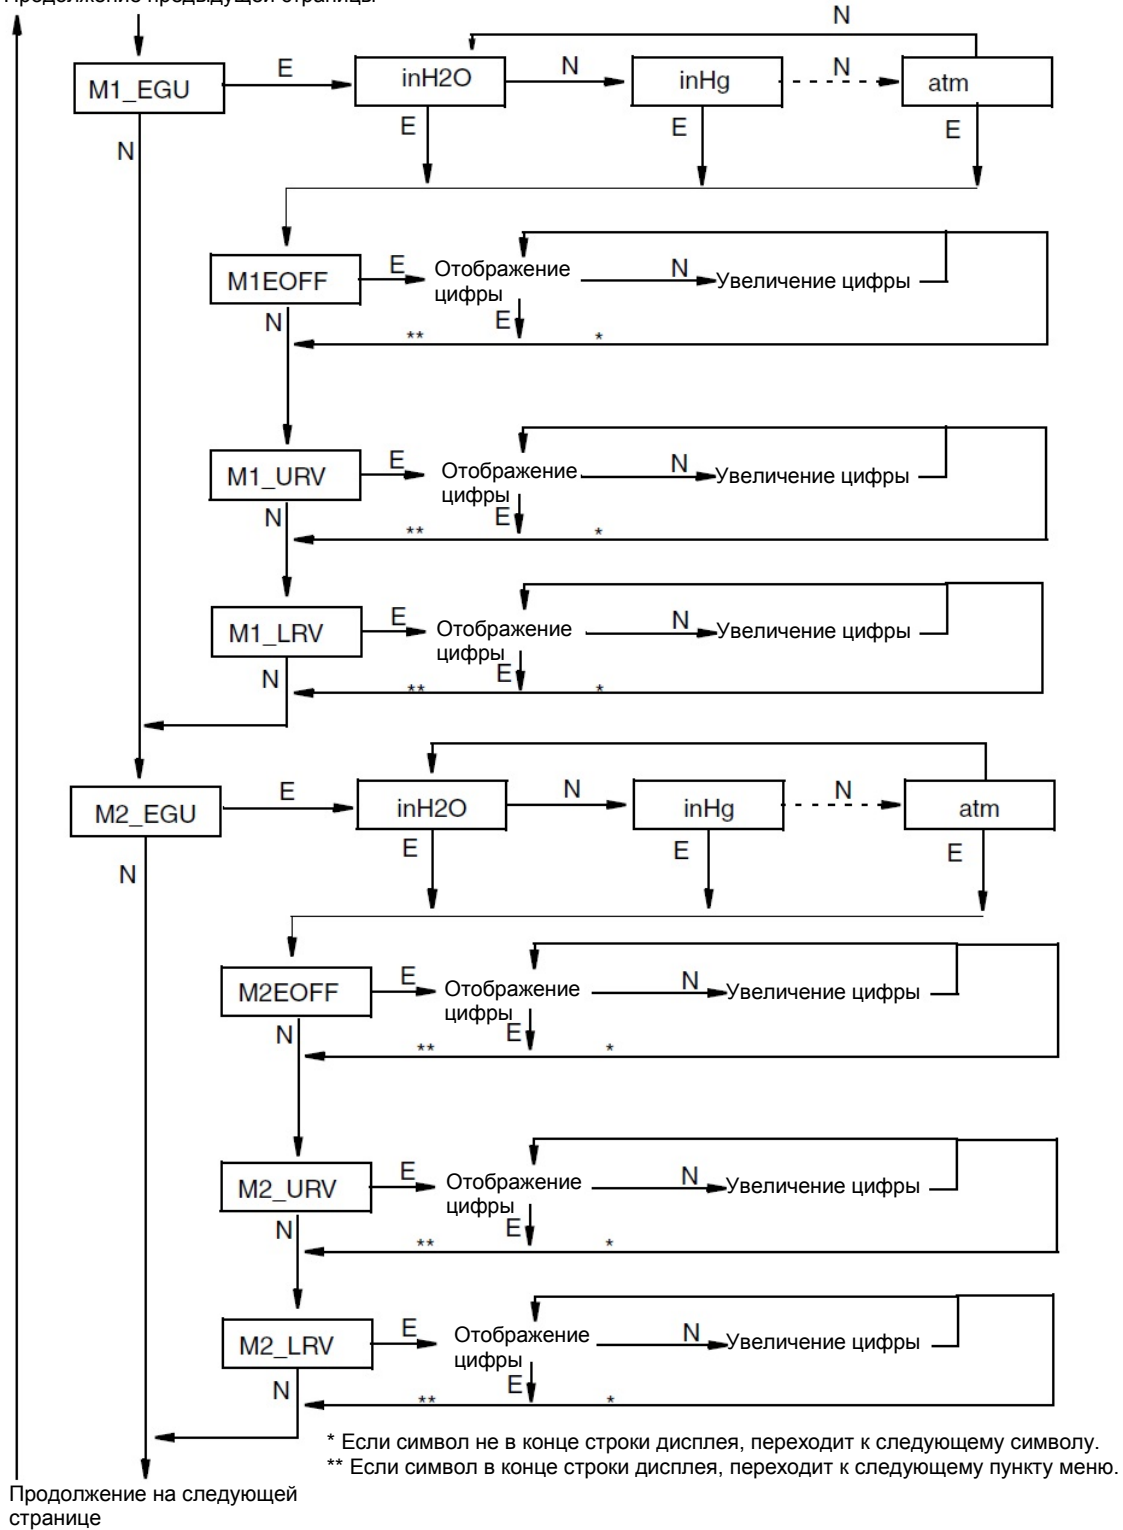 Продолжение предыдущей страницы
N
M1_EGU
E
inH2O
N
inHg
N
atm
N
E
E
E
M1EOFF
E
Отображение
цифры
N
Увеличение цифры
N
E
**
*
M1_URV
E
Отображение
цифры
N
Увеличение цифры
N
E
**
*
M1_LRV
E
Отображение
цифры
N
Увеличение цифры
N
E
**
*
M2_EGU
E
inH2O
N
inHg
N
atm
N
E
E
E
M2EOFF
E
Отображение
цифры
N
Увеличение цифры
N
E
**
*
M2_URV
E
Отображение
цифры
N
Увеличение цифры
N
E
**
*
M2_LRV
E
Отображение
цифры
N
Увеличение цифры
N
E
**
*
* Если символ не в конце строки дисплея, переходит к следующему символу.
** Если символ в конце строки дисплея, переходит к следующему пункту меню.
Продолжение на следующей
странице